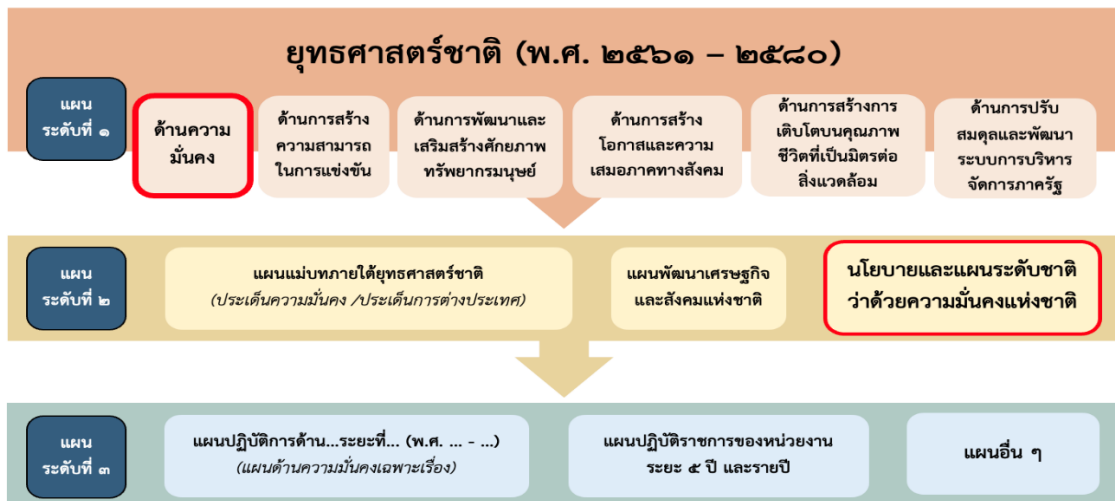 ยุทธศาสตร์ชาติ (พ.ศ. ๒๕๖๑ – ๒๕๘๐)
แผน
ระดับที่ ๑
ด้านความ
มั่นคง
ด้านการสร้าง
ความสามารถ
ในการแข่งขัน
ด้านการพัฒนาและ
เสริมสร้างศักยภาพ
ทรัพยากรมนุษย์
ด้านการสร้าง
โอกาสและความ
เสมอภาคทางสังคม
ด้านการสร้างการ
เติบโตบนคุณภาพ
ชีวิตที่เป็นมิตรต่อ
สิ่งแวดล้อม
ด้านการปรับ
สมดุลและพัฒนา
ระบบการบริหาร
จัดการภาครัฐ
แผน
ระดับที่ ๒
แผนแม่บทภายใต้ยุทธศาสตร์ชาติ
(ประเด็นความมั่นคง /ประเด็นการต่างประเทศ)
แผนพัฒนาเศรษฐกิจ
และสังคมแห่งชาติ
นโยบายและแผนระดับชาติ
ว่าด้วยความมั่นคงแห่งชาติ
แผน
ระดับที่ ๓
แผนปฏิบัติการด้าน...ระยะที่... (พ.ศ. ... - ...)
(แผนด้านความมั่นคงเฉพาะเรื่อง)
แผนปฏิบัติราชการของหน่วยงาน
ระยะ ๕ ปี และรายปี
แผนอื่น ๆ